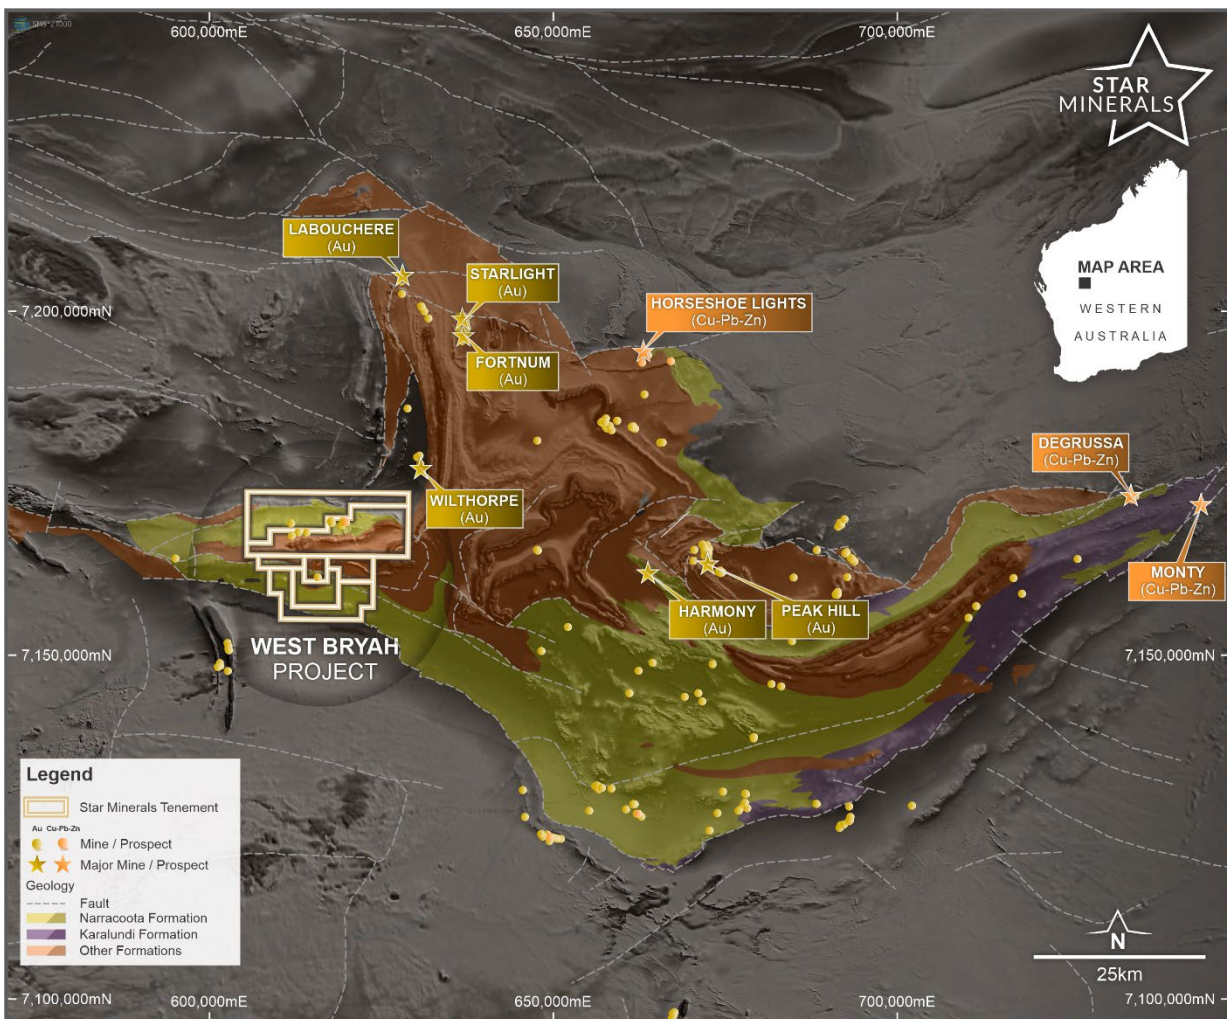 600,000mE
650,000mE
700,000mE
STAR
MINERALS
LABOUCHERE
(Au)
STARLIGHT
(Au)
HORSESHOE LIGHTS
(Cu-Pb-Zn)
MAP AREA
WESTERN
AUSTRALIA
7,200,000mN
7,200,000mN
FORTNUM
(Au)
DEGRUSSA
(Cu-Pb-Zn)
WILTHORPE
(Au)
MONTY
(Cu-Pb-Zn)
HARMONY
(Au)
PEAK HILL
(Au)
WEST BRYAH
PROJECT
7,150,000mN
7,150,000mN
Legend
Star Minerals Tenement
Au Cu-Pb-Zn
Mine / Prospect
Major Mine / Prospect
Geology
Fault
Narracoota Formation
Karalundi Formation
Other Formations
N
25km
7,100,000mN
600,000mE
650,000mE
700,000mE
7,100,000mN